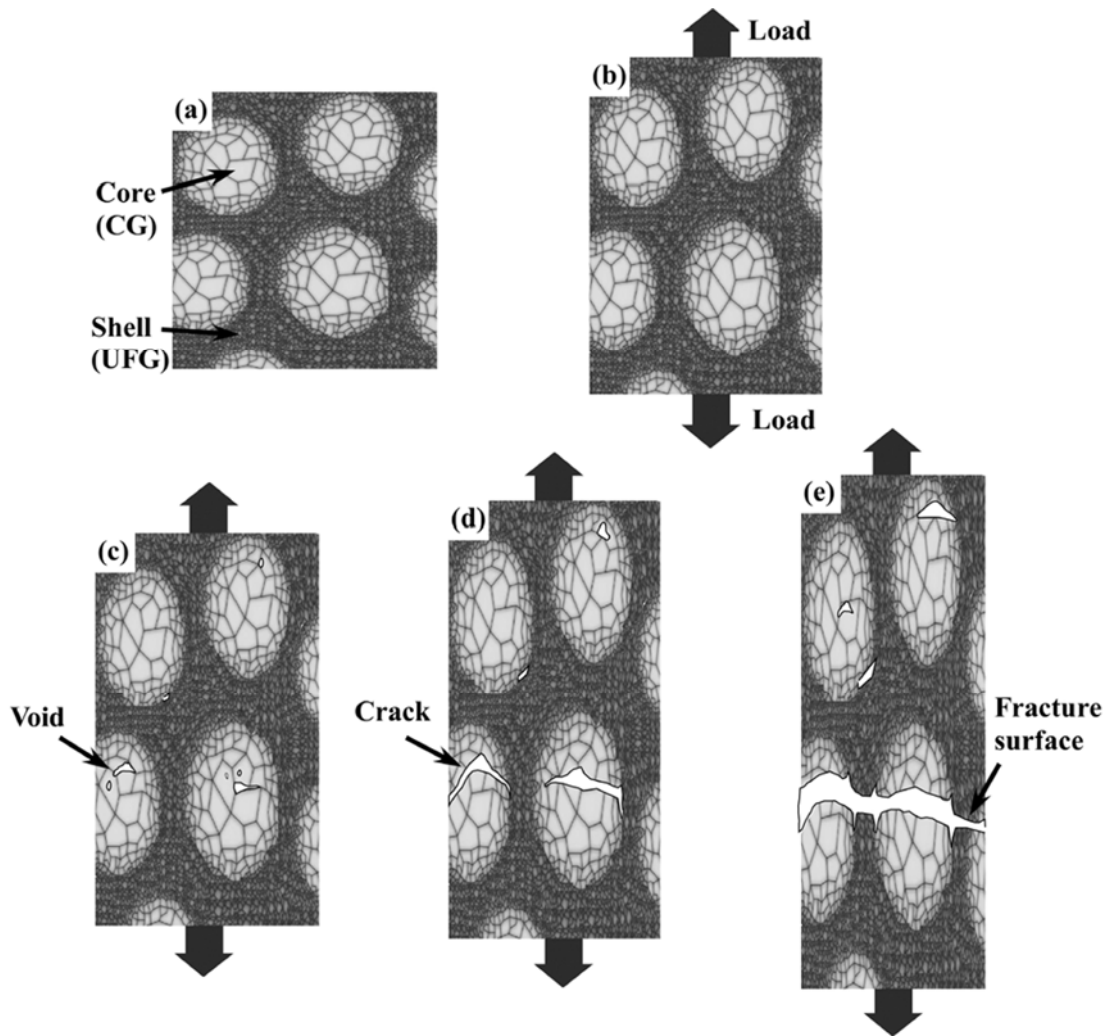 (a)
Core
(CG)
Shell
(UFG)
(b)
Load
Load
(c)
Void
(d)
Crack
(e)
Fracture
surface